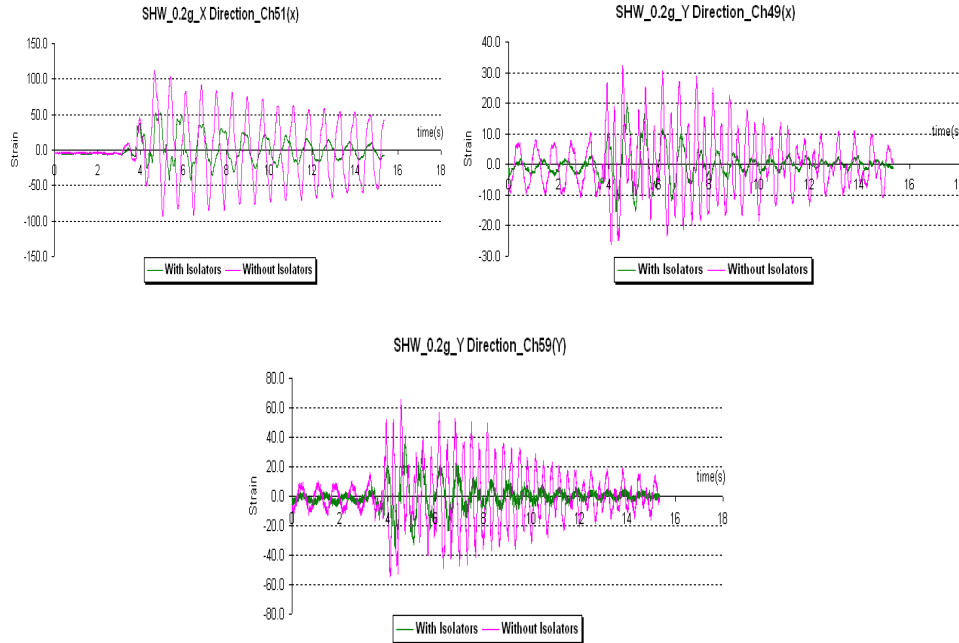 SHW_0.2g_X Direction_Ch51(x)
150.0
100.0
50.0
0.0
-50.0
-100.0
-150.0
Strain
time(s)
0 2 4 6 8 10 12 14 16 18
With Isolators Without Isolators
SHW_0.2g_Y Direction_Ch49(x)
40.0
30.0
20.0
10.0
0.0
-10.0
-20.0
-30.0
Strain
time(s
0 2 4 6 8 10 12 14 16
With Isolators Without Isolators
SHW_0.2g_Y Direction_Ch59(Y)
80.0
60.0
40.0
20.0
0.0
-20.0
-40.0
-60.0
-80.0
Strain
time(s)
0 2 4 6 8 10 12 14 16 18
With Isolators Without Isolators